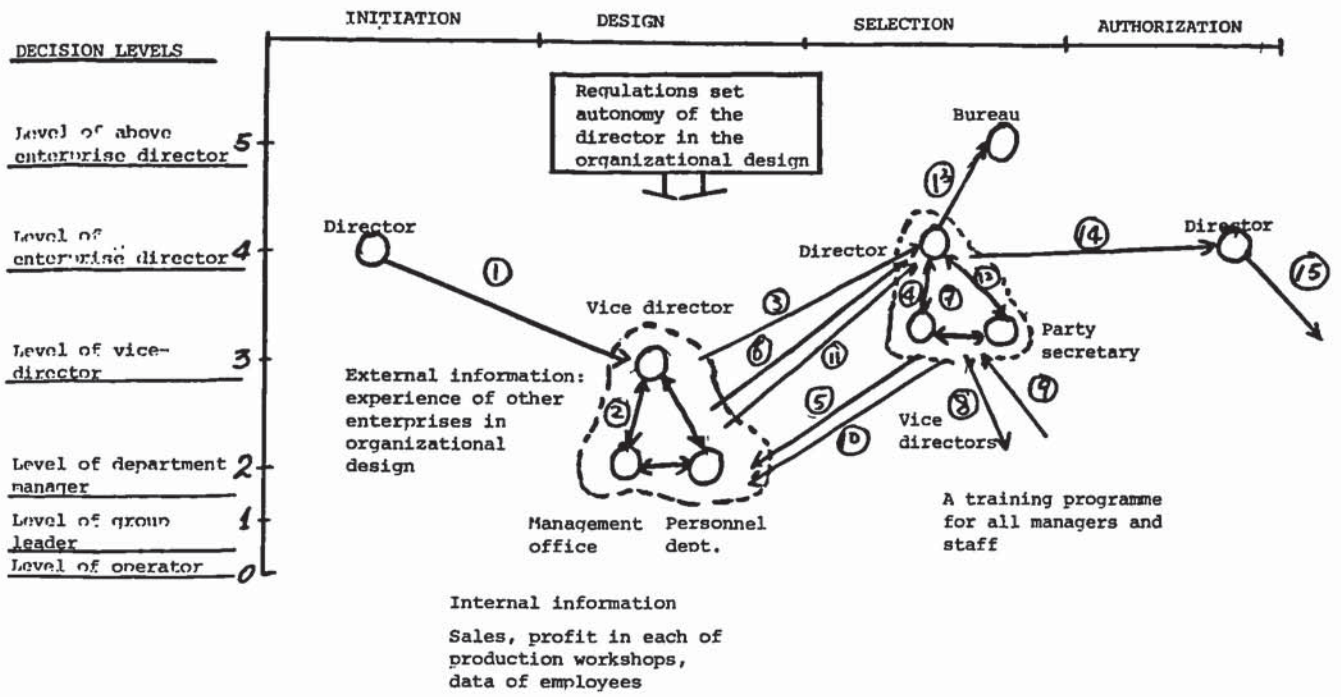 INITIATION DESIGN SELECTION AUTHORIZATION
DECISION LEVELS
Regulations set
autonomy of the
director in the
organizational design
Bureau
Level of above
enterprise director 5
13
Director
Level of
enterprise director 4
Director
Director
14
15
1
3
4
7
12
Vice director
6
11
Party
secretary
Level of vice-
director 3
External information:
experience of other
enterprises in
organizational
design
2
5
10
8
9
Vice
directors
Level of department
manager 2
Level of group
leader 1
Level of operator 0
Management
office
Personnel
dept.
A training programme
for all managers and
staff
Internal information
Sales, profit in each of
production workshops,
data of employees